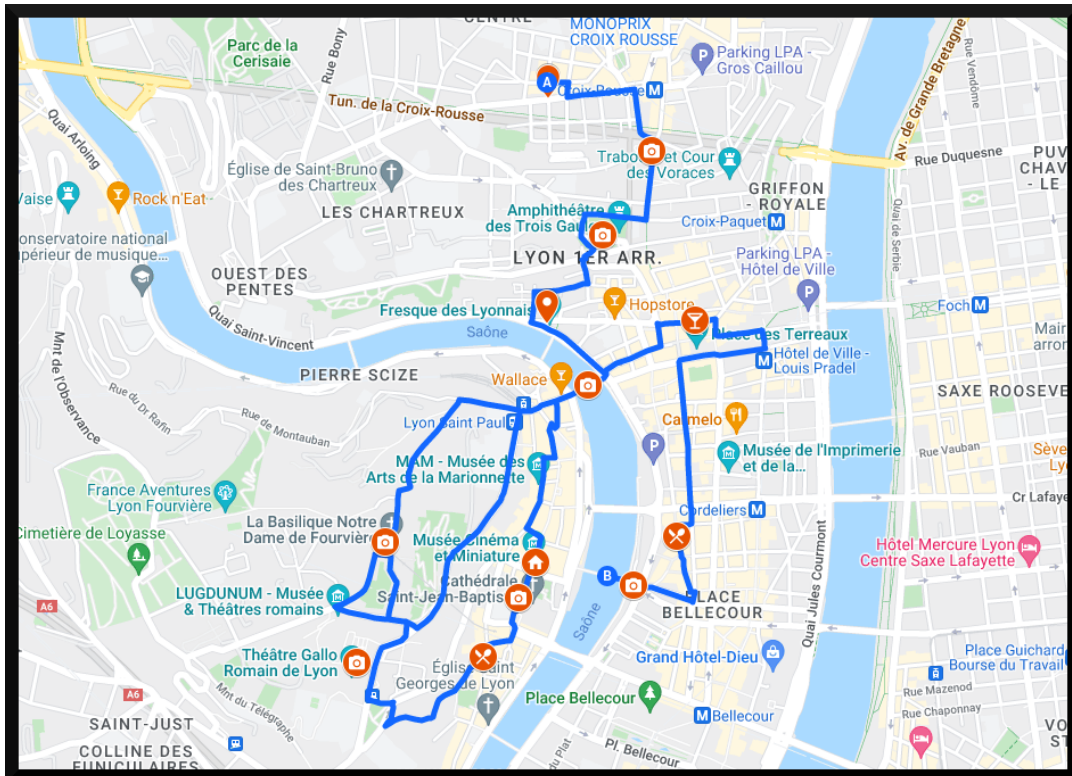 CENTRE
MONOPRIX
CROIX ROUSSE
Parc de la
Cerisaie
Rue Bony
Parking LPA -
Gros Caillou
Av. de Grande Bretagne
Rue Vendôme
A
Croix-Rousse
M
Tun. de la Croix-Rousse
Quai Arloing
Rue Duquesne
Église de Saint-Bruno
des Chartreux
et Cour
des Voraces
GRIFFON
- ROYALE
PUV
CHAV
- LE
Vaise
Rock n'Eat
LES CHARTREUX
Amphithéâtre
des Trois Gaules
Croix-Paquet
M
Quai de Serbie
onservatoire national
périeur de musique...
LYON 1ER ARR.
Parking LPA -
Hôtel de Ville
P
OUEST DES
PENTES
Fresque des Lyonnais
Hopstore
Foch
M
Quai Saint-Vincent
Saône
Place des Terreaux
Mair
arron
Mnt de l'Observance
Hôtel de Ville -
Louis Pradel
M
PIERRE SCIZE
Wallace
SAXE ROOSEVE
Rue du Dr Rafin
Rue de Montauban
Lyon Saint Paul
Carmelo
P
MAM - Musée des
Arts de la Marionnette
Musée de l'Imprimerie
et de la...
Rue Vauban
Sève
Ly
France Aventures
Lyon Fourvière
Cordeliers
M
Cr Lafaye
La Basilique Notre
Dame de Fourvière
Cimetière de Loyasse
Musée Cinéma
et Miniature
Quai Jules Courmont
Hôtel Mercure Lyon
Centre Saxe Lafayette
B
Cathédrale
Saint-Jean-Baptis
A6
LUGDUNUM - Musée
& Théâtres romains
PLACE
BELLECOUR
Saône
Théâtre Gallo
Romain de Lyon
Église Saint
Georges de Lyon
Grand Hôtel-Dieu
Place Guichard
Bourse du Travail
A6
Mnt du Télégraphe
Place Bellecour
Rue Mazenod
Rue Chaponnay
SAINT-JUST
M
Bellecour
VO
ST
COLLINE DES
FUNICULAIRES
du Plat
Pl. Bellecour